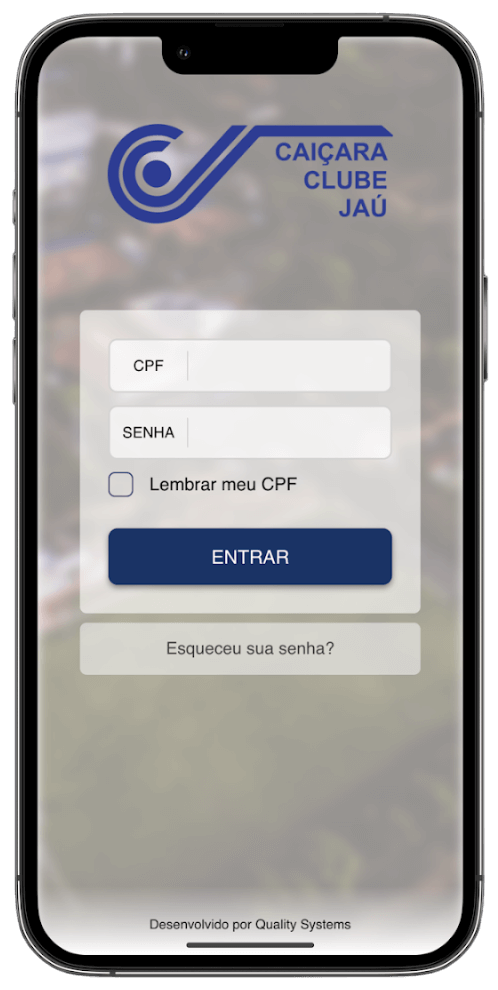 CAIÇARA
CLUBE
JAÚ
CPF
SENHA
Lembrar meu CPF
ENTRAR
Esqueceu sua senha?
Desenvolvido por Quality Systems